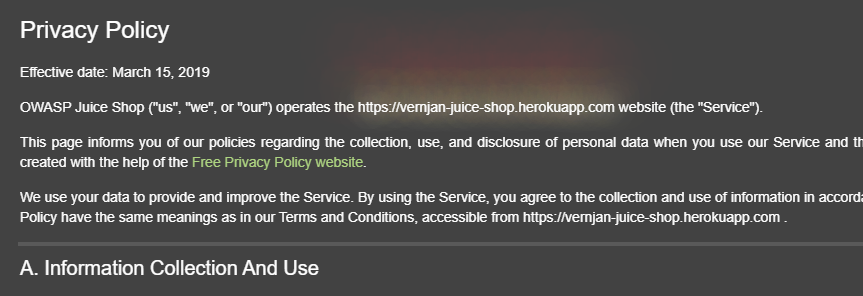 Privacy Policy
Effective date: March 15, 2019
OWASP Juice Shop ("us", "we", or "our") operates the https://vernjan-juice-shop.herokuapp.com website (the "Service").
This page informs you of our policies regarding the collection, use, and disclosure of personal data when you use our Service and th
created with the help of the Free Privacy Policy website.
We use your data to provide and improve the Service. By using the Service, you agree to the collection and use of information in accorda
Policy have the same meanings as in our Terms and Conditions, accessible from https://vernjan-juice-shop.herokuapp.com .
A. Information Collection And Use